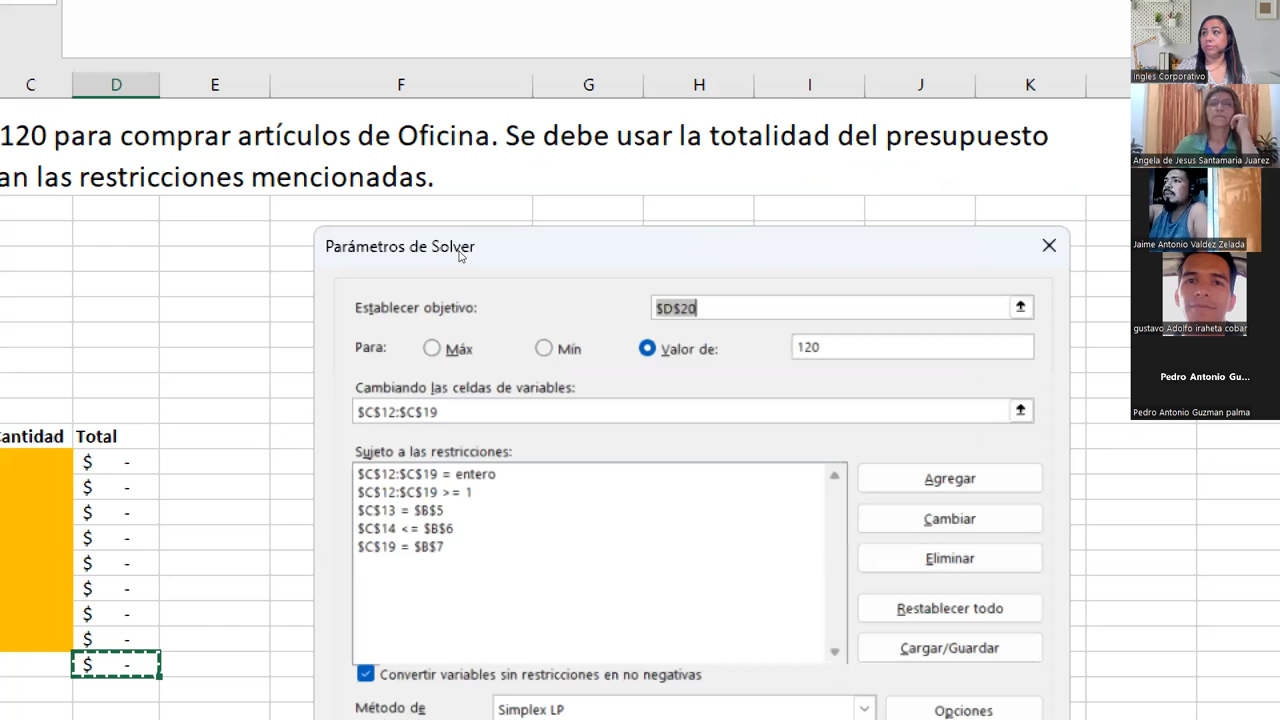 C D E F G H I J K
120 para comprar artículos de Oficina. Se debe usar la totalidad del presupuesto
an las restricciones mencionadas.
Parámetros de Solver
Establecer objetivo: $D$20
Para: Máx Mín Valor de: 120
Cambiando las celdas de variables:
$C$12:$C$19
Sujeto a las restricciones:
$C$12:$C$19 = entero
$C$12:$C$19 >= 1
$C$13 = $B$5
$C$14 <= $B$6
$C$19 = $B$7
Agregar
Cambiar
Eliminar
Restablecer todo
Cargar/Guardar
Convertir variables sin restricciones en no negativas
Método de Simplex LP Opciones
antidad Total
$ -
$ -
$ -
$ -
$ -
$ -
$ -
$ -
$ -
Ingles Corporativo
Angela de Jesus Santamaria Juarez
Jaime Antonio Valdez Zelada
gustavo Adolfo iraheta cobar
Pedro Antonio Gu...
Pedro Antonio Guzman palma